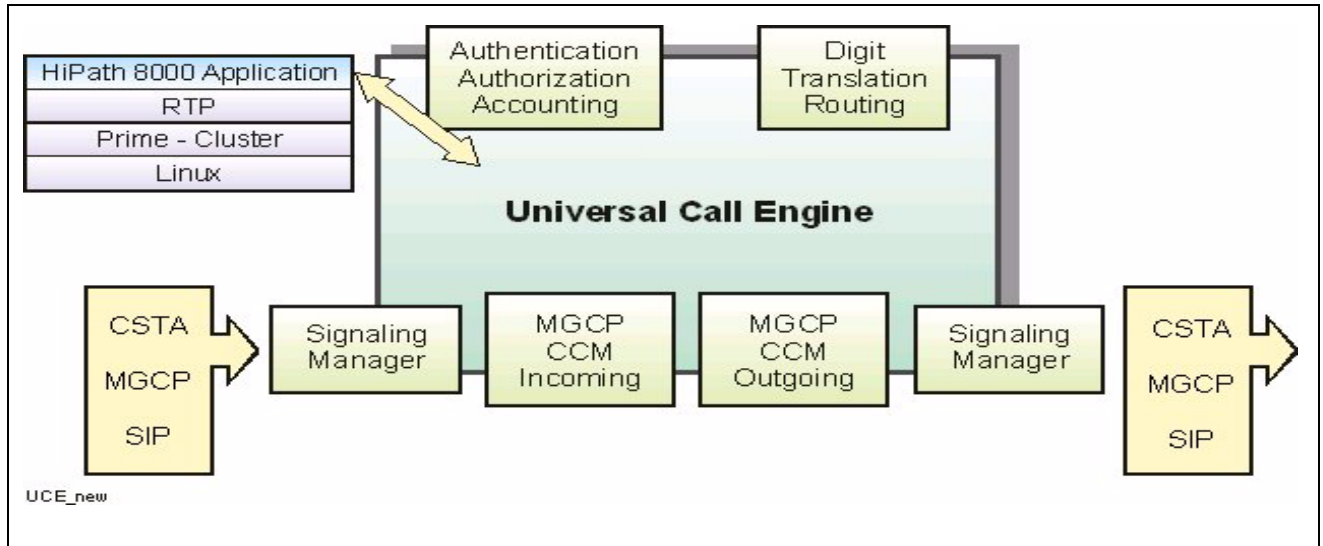 HiPath 8000 Application
RTP
Prime - Cluster
Linux
Authentication
Authorization
Accounting
Digit
Translation
Routing
Universal Call Engine
CSTA
MGCP
SIP
Signaling
Manager
MGCP
CCM
Incoming
MGCP
CCM
Outgoing
Signaling
Manager
CSTA
MGCP
SIP
UCE_new